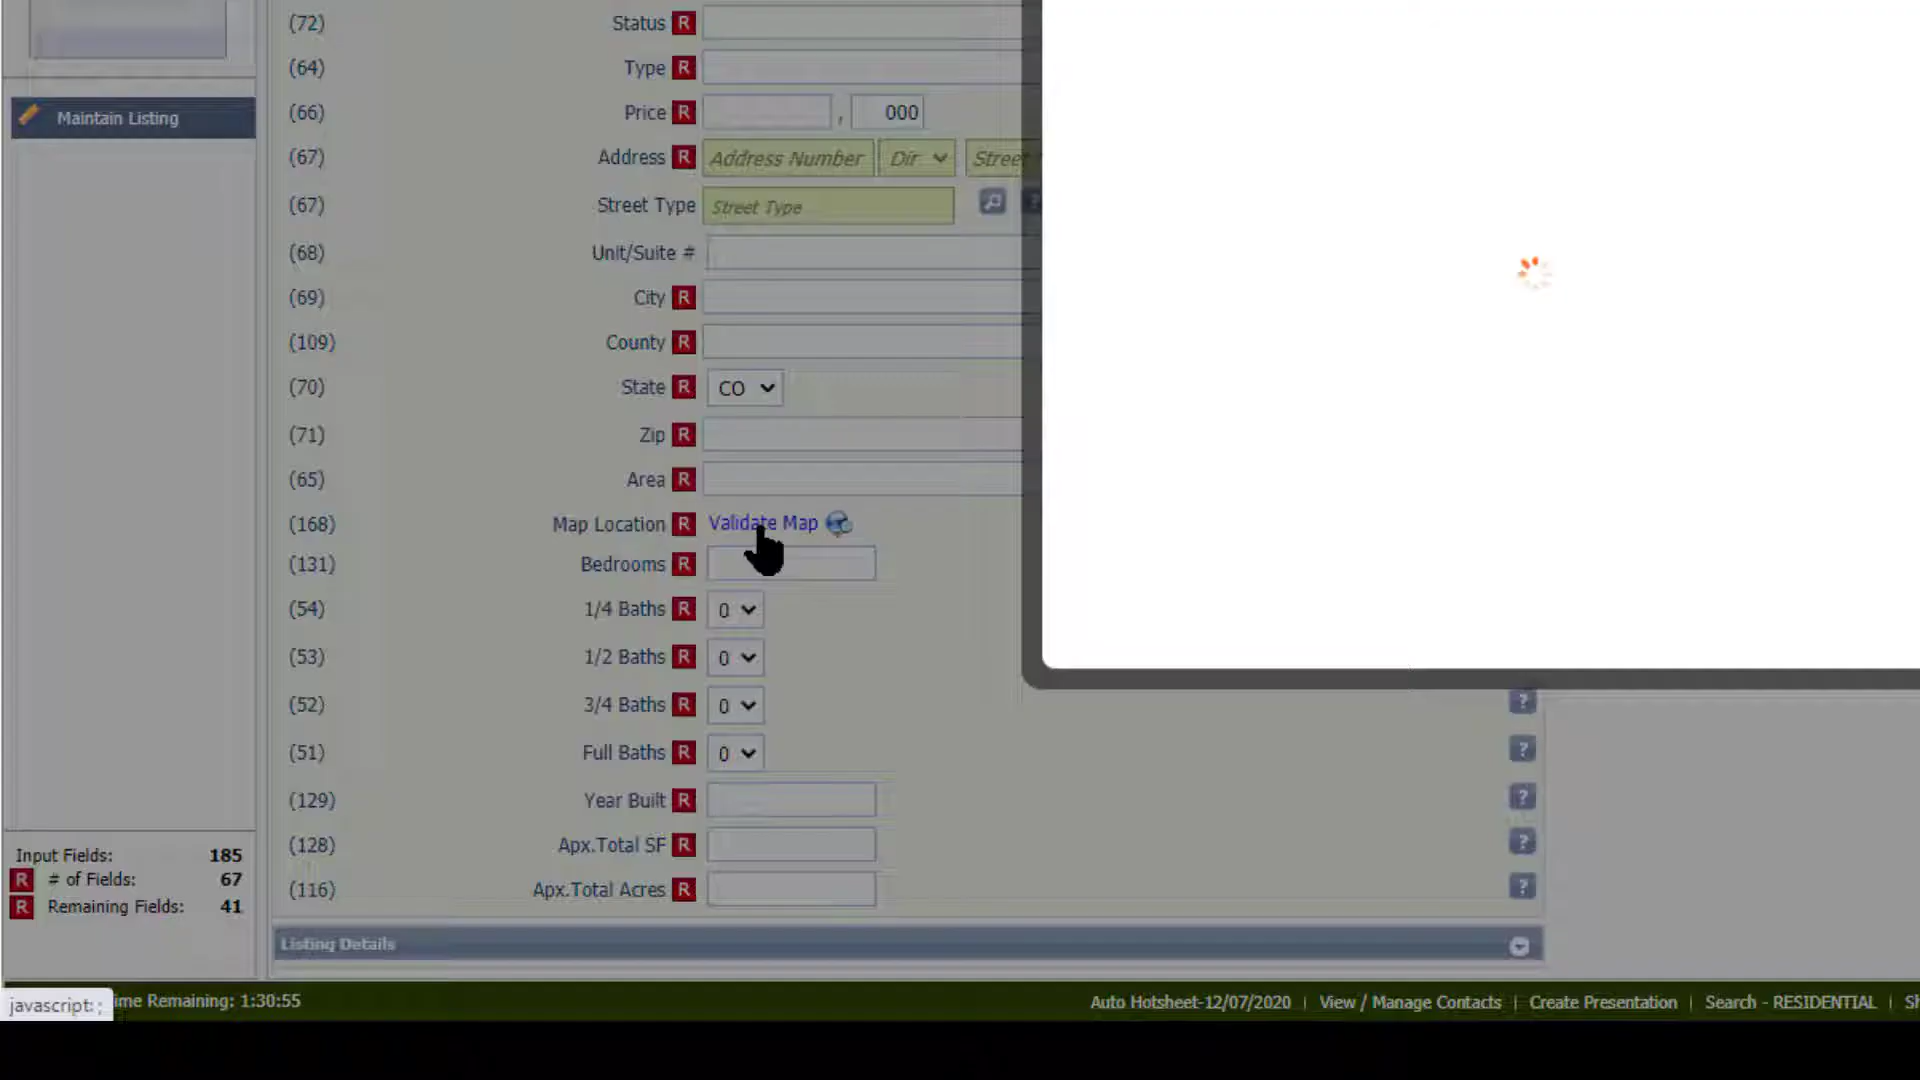 (72) Status R
(64) Type R
Maintain Listing
(66) Price R , 000
(67) Address R Address Number Dir Street
(67) Street Type Street Type ?
(68) Unit/Suite #
(69) City R
(109) County R
(70) State R CO
(71) Zip R
(65) Area R
(168) Map Location R Validate Map
(131) Bedrooms R
(54) 1/4 Baths R 0
(53) 1/2 Baths R 0
(52) 3/4 Baths R 0 ?
(51) Full Baths R 0 ?
(129) Year Built R ?
(128) Apx.Total SF R ?
(116) Apx.Total Acres R ?
Input Fields: 185
R # of Fields: 67
R Remaining Fields: 41
Listing Details
javascript:; ime Remaining: 1:30:55
Auto Hotsheet-12/07/2020 | View / Manage Contacts | Create Presentation | Search - RESIDENTIAL | Sh